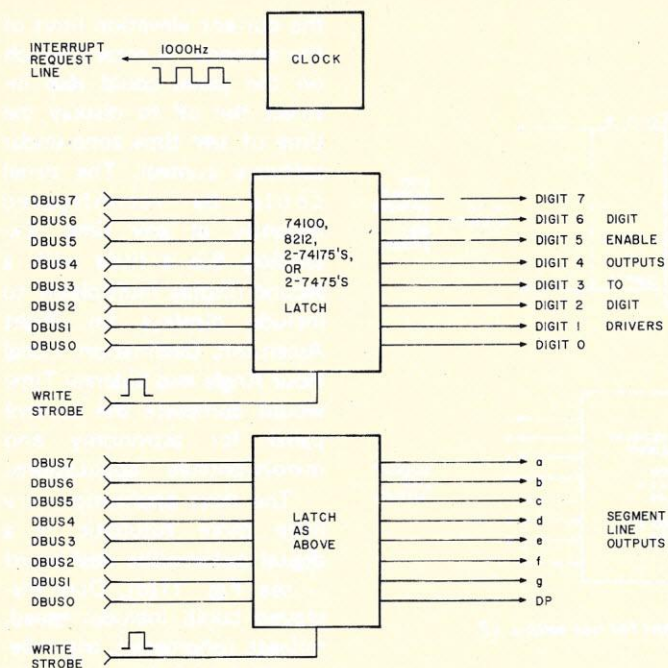 INTERRUPT
REQUEST
LINE
1000Hz
CLOCK
DBUS7
DBUS6
DBUS5
DBUS4
DBUS3
DBUS2
DBUS1
DBUS0
WRITE
STROBE
74100,
8212,
2-74175'S,
OR
2-7475'S
LATCH
DIGIT 7
DIGIT 6 DIGIT
DIGIT 5 ENABLE
DIGIT 4 OUTPUTS
DIGIT 3 TO
DIGIT 2 DIGIT
DIGIT 1 DRIVERS
DIGIT 0
DBUS7
DBUS6
DBUS5
DBUS4
DBUS3
DBUS2
DBUS1
DBUS0
WRITE
STROBE
LATCH
AS
ABOVE
a
b
c
d
e
f
g
DP
SEGMENT
LINE
OUTPUTS